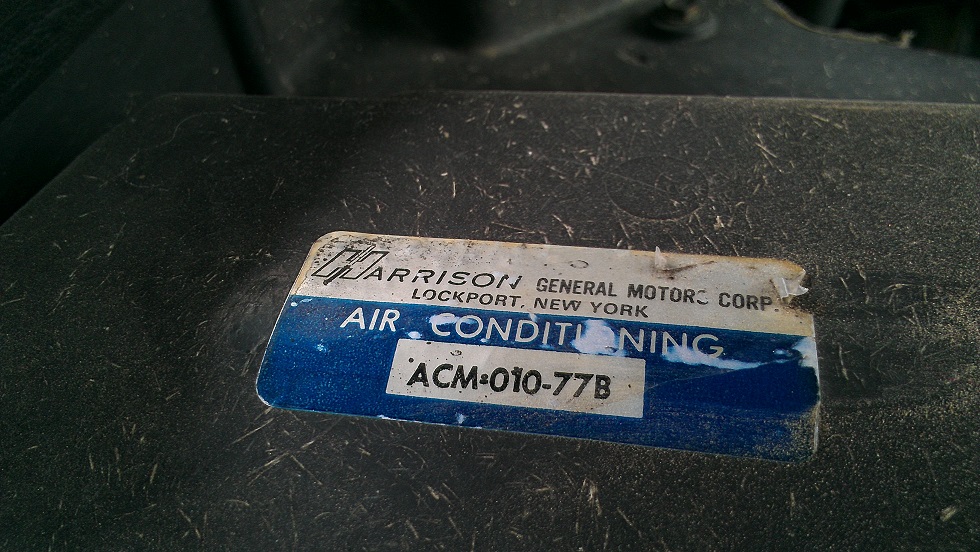 HARRISON GENERAL MOTORS CORP.
LOCKPORT, NEW YORK
AIR CONDITIONING
ACM-010-77B